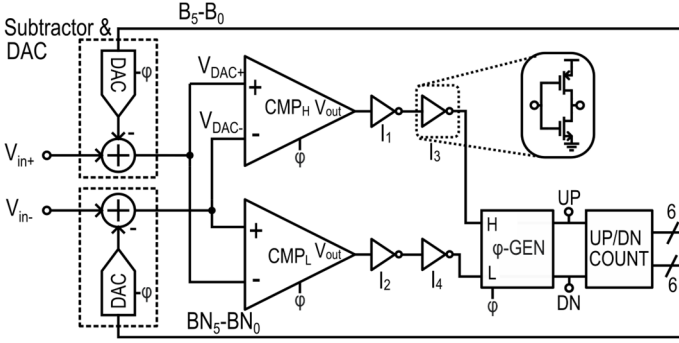 B5-B0
Subtractor &
DAC
DAC
φ
-
Vin+
VDAC+
VDAC-
+
CMPH
Vout
-
φ
I1
I3
Vin-
-
DAC
φ
+
CMPL
Vout
-
φ
I2
I4
H
φ-GEN
L
φ
UP
DN
UP/DN
COUNT
6
6
BN5-BN0